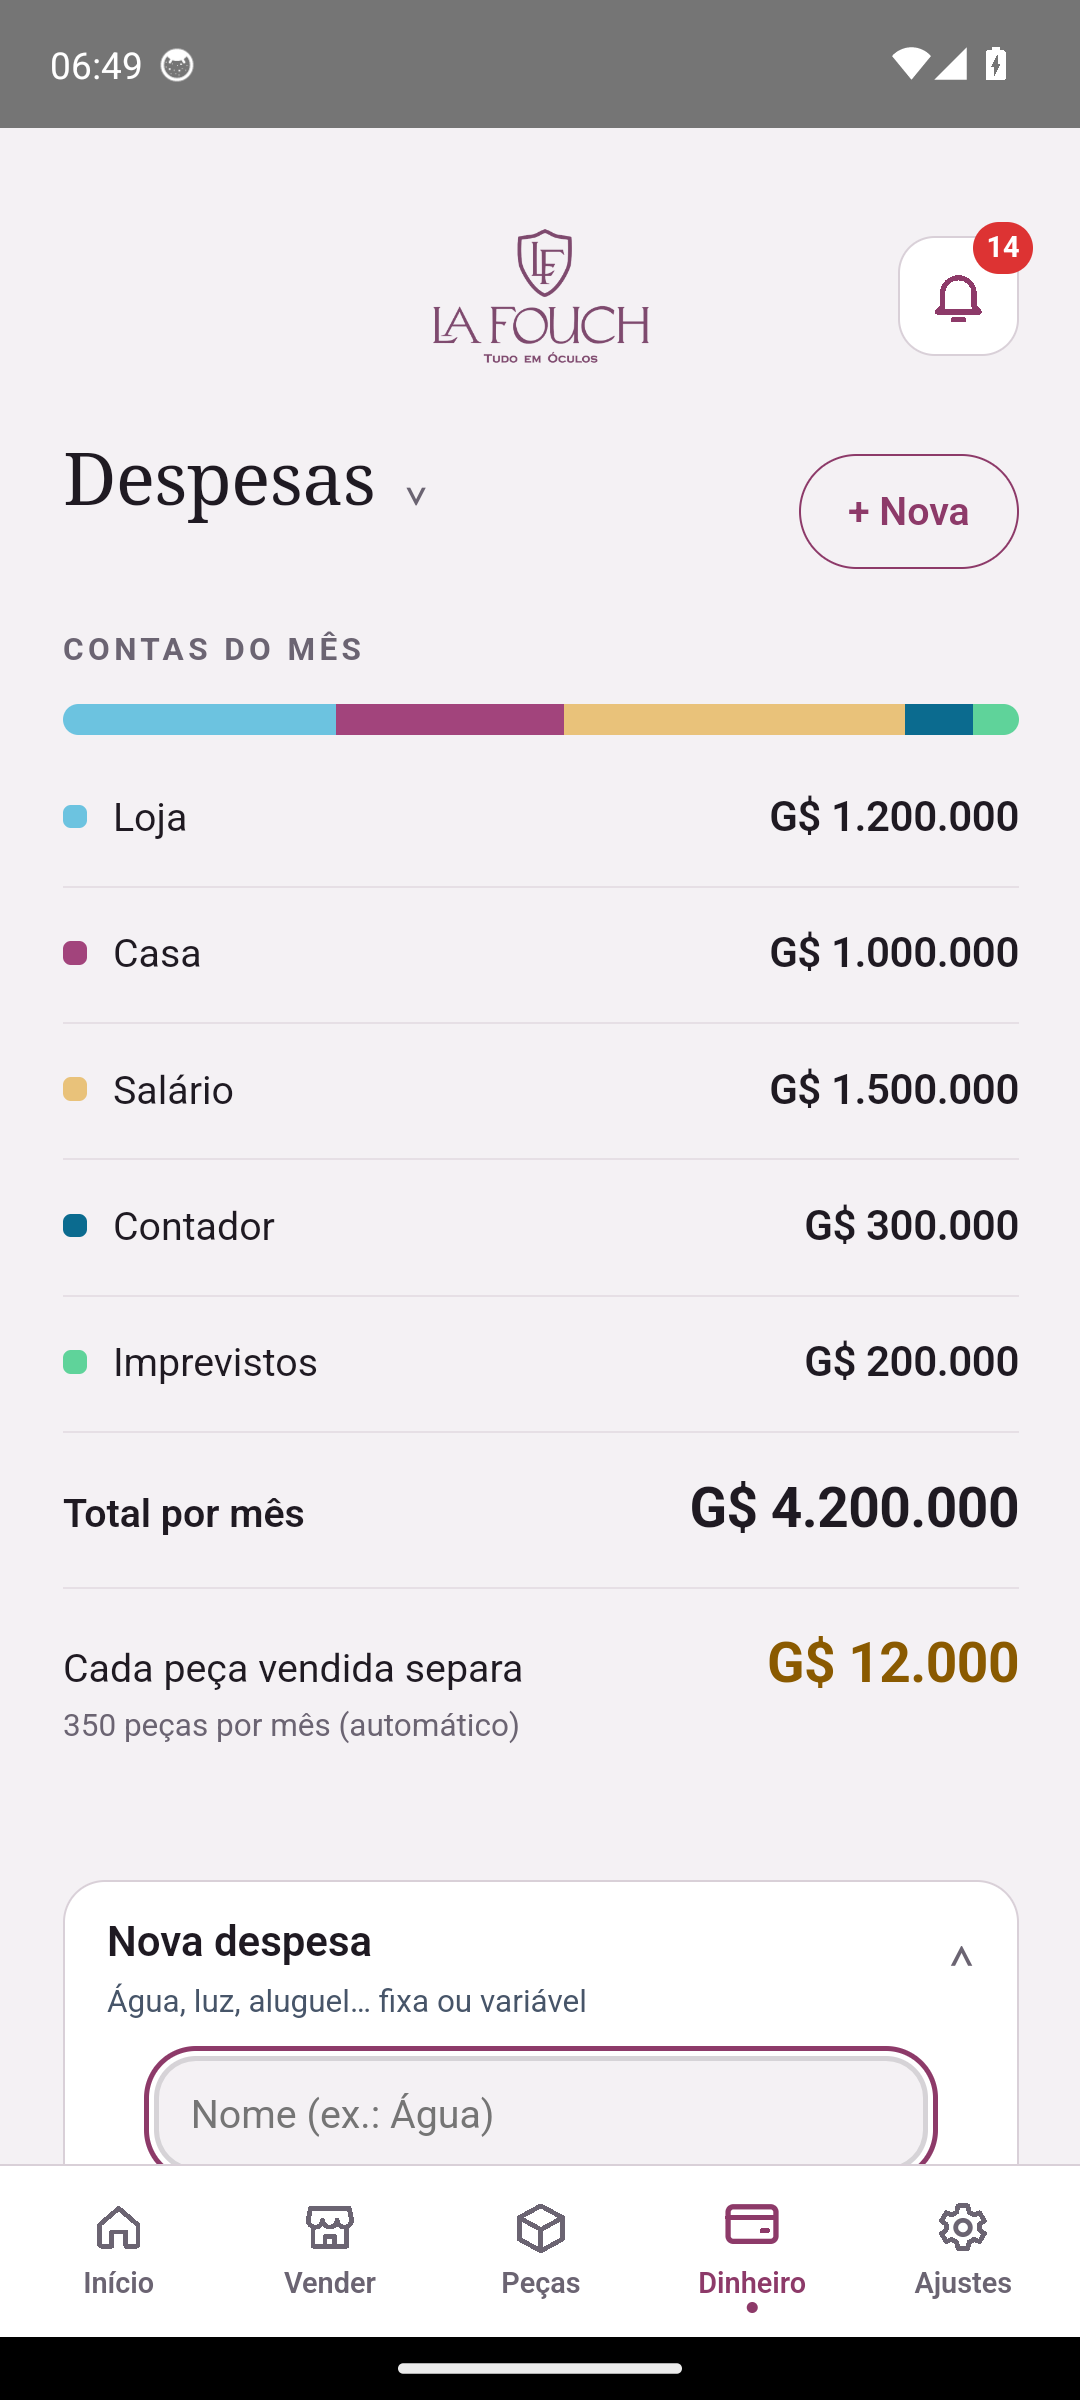 06:49
14
LF
LA FOUCH
TUDO EM ÓCULOS
Despesas
+ Nova
CONTAS DO MÊS
Loja G$ 1.200.000
Casa G$ 1.000.000
Salário G$ 1.500.000
Contador G$ 300.000
Imprevistos G$ 200.000
Total por mês G$ 4.200.000
Cada peça vendida separa G$ 12.000
350 peças por mês (automático)
Nova despesa
Água, luz, aluguel... fixa ou variável
Nome (ex.: Água)
Início Vender Peças Dinheiro Ajustes